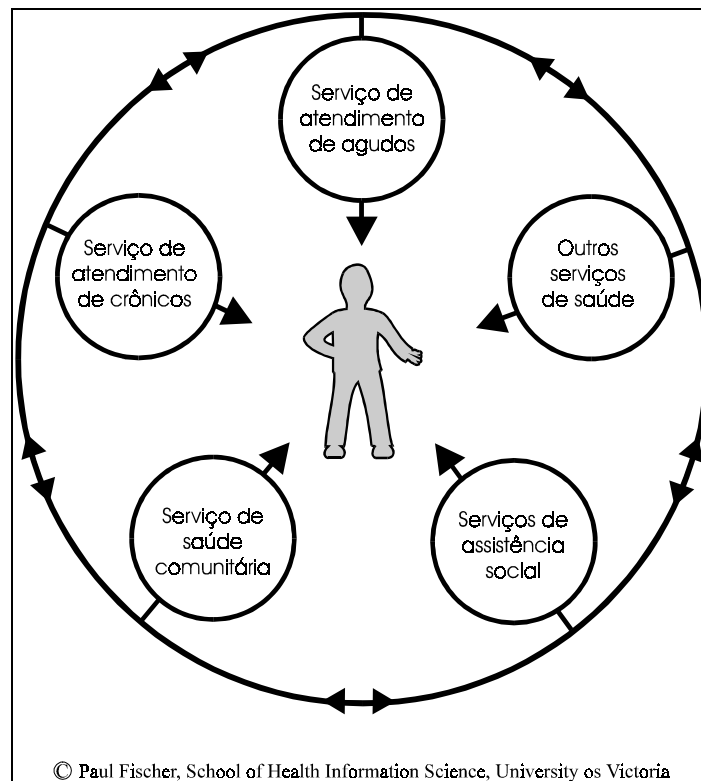 Serviço de
atendimento
de agudos
Serviço de
atendimento
de crônicos
Outros
serviços
de saúde
Serviço de
saúde
comunitária
Serviços de
assistência
social
© Paul Fischer, School of Health Information Science, University os Victoria